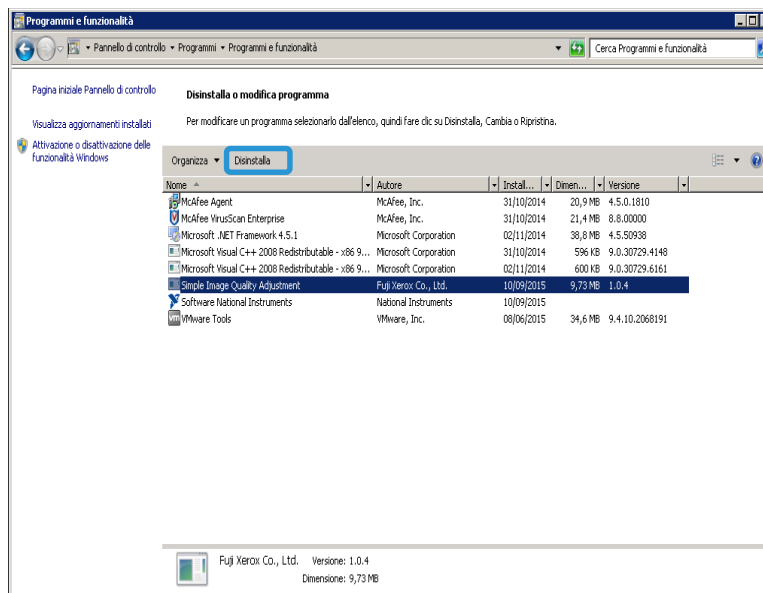 Programmi e funzionalità
Pannello di controllo Programmi Programmi e funzionalità
Cerca Programmi e funzionalità
Pagina iniziale Pannello di controllo
Visualizza aggiornamenti installati
Attivazione o disattivazione delle
funzionalità Windows
Disinstalla o modifica programma
Per modificare un programma selezionarlo dall'elenco, quindi fare clic su Disinstalla, Cambia o Ripristina.
Organizza Disinstalla
Nome Autore Install... Dimen... Versione
McAfee Agent McAfee, Inc. 31/10/2014 20,9 MB 4.5.0.1810
McAfee VirusScan Enterprise McAfee, Inc. 31/10/2014 21,4 MB 8.8.00000
Microsoft .NET Framework 4.5.1 Microsoft Corporation 02/11/2014 38,8 MB 4.5.50938
Microsoft Visual C++ 2008 Redistributable - x86 9... Microsoft Corporation 31/10/2014 596 KB 9.0.30729.4148
Microsoft Visual C++ 2008 Redistributable - x86 9... Microsoft Corporation 02/11/2014 600 KB 9.0.30729.6161
Simple Image Quality Adjustment Fuji Xerox Co., Ltd. 10/09/2015 9,73 MB 1.0.4
Software National Instruments National Instruments 10/09/2015
VMware Tools VMware, Inc. 08/06/2015 34,6 MB 9.4.10.2068191
Fuji Xerox Co., Ltd. Versione: 1.0.4
Dimensione: 9,73 MB